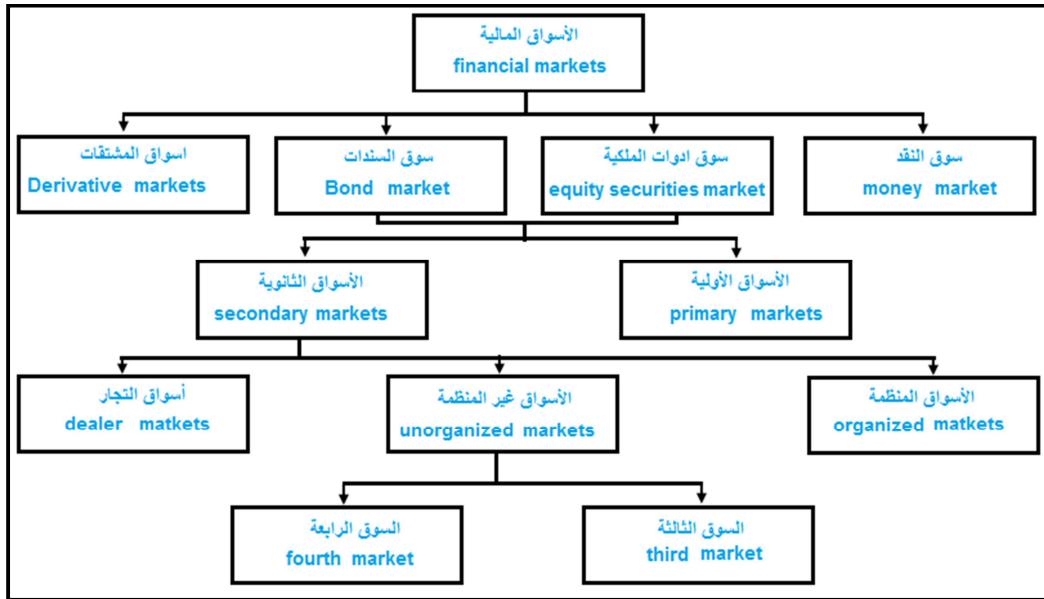 الأسواق المالية
financial markets
اسواق المشتقات
Derivative markets
سوق السندات
Bond market
سوق ادوات الملكية
equity securities market
سوق النقد
money market
الأسواق الثانوية
secondary markets
الأسواق الأولية
primary markets
أسواق التجار
dealer matkets
الأسواق غير المنظمة
unorganized markets
الأسواق المنظمة
organized matkets
السوق الرابعة
fourth market
السوق الثالثة
third market